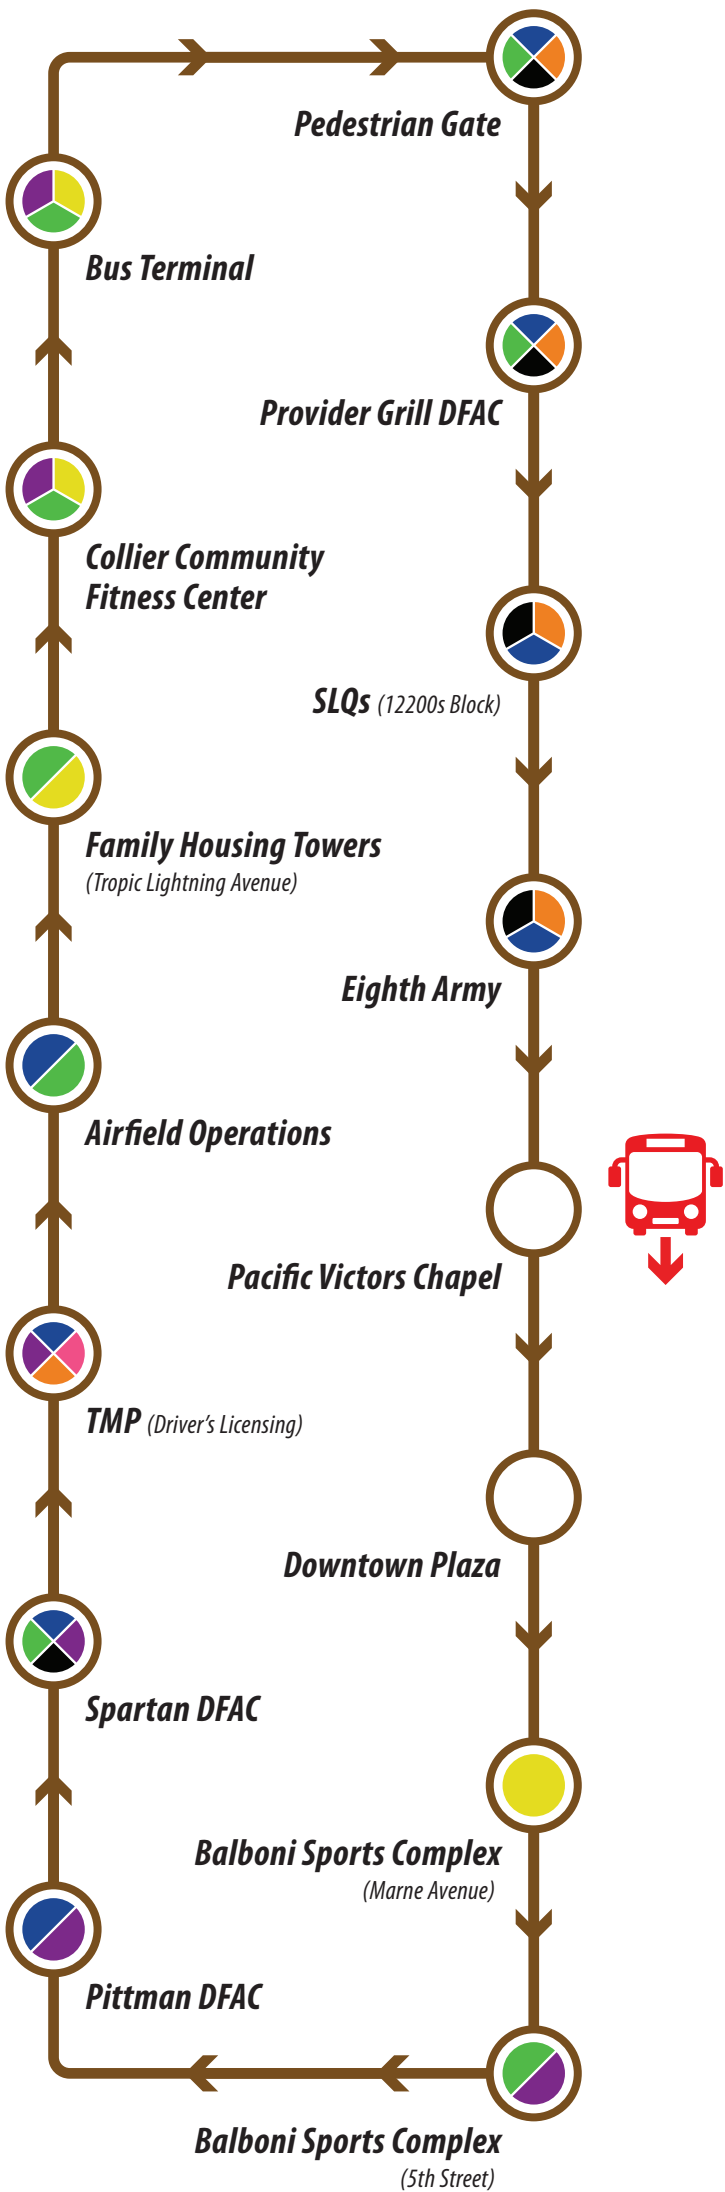 Pedestrian Gate
Bus Terminal
Provider Grill DFAC
Collier Community
Fitness Center
SLQs (12200s Block)
Family Housing Towers
(Tropic Lightning Avenue)
Eighth Army
Airfield Operations
Pacific Victors Chapel
TMP (Driver's Licensing)
Downtown Plaza
Spartan DFAC
Balboni Sports Complex
(Marne Avenue)
Pittman DFAC
Balboni Sports Complex
(5th Street)